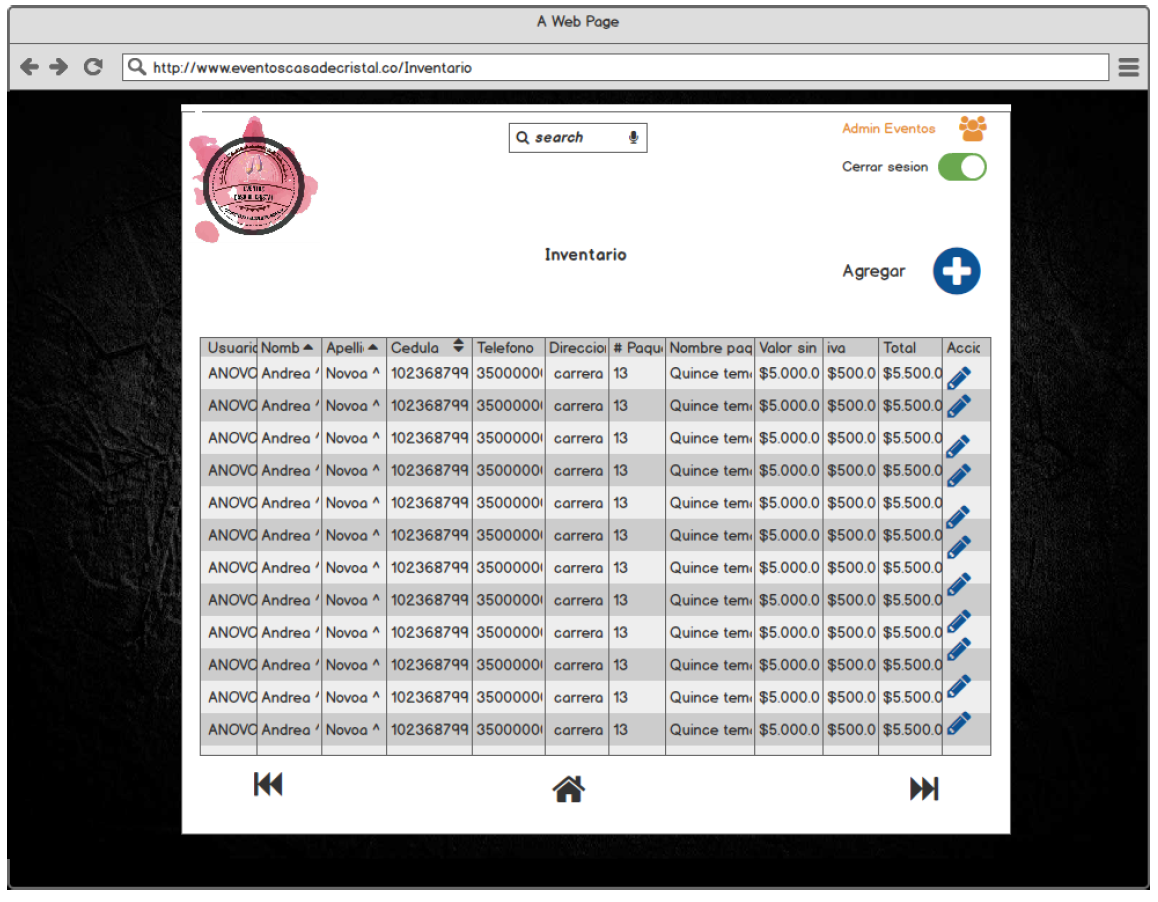 A Web Page
http://www.eventoscasadecristal.co/Inventario
search
Admin Eventos
Cerrar sesion
Inventario
Agregar
Usuario Nomb Apelli Cedula Telefono Direccion # Paqu Nombre paq Valor sin iva Total Accic
ANOVO Andrea Novoa ^ 102368799 35000000 carrera 13 Quince tem $5.000.0 $500.0 $5.500.0
ANOVO Andrea Novoa ^ 102368799 35000000 carrera 13 Quince tem $5.000.0 $500.0 $5.500.0
ANOVO Andrea Novoa ^ 102368799 35000000 carrera 13 Quince tem $5.000.0 $500.0 $5.500.0
ANOVO Andrea Novoa ^ 102368799 35000000 carrera 13 Quince tem $5.000.0 $500.0 $5.500.0
ANOVO Andrea Novoa ^ 102368799 35000000 carrera 13 Quince tem $5.000.0 $500.0 $5.500.0
ANOVO Andrea Novoa ^ 102368799 35000000 carrera 13 Quince tem $5.000.0 $500.0 $5.500.0
ANOVO Andrea Novoa ^ 102368799 35000000 carrera 13 Quince tem $5.000.0 $500.0 $5.500.0
ANOVO Andrea Novoa ^ 102368799 35000000 carrera 13 Quince tem $5.000.0 $500.0 $5.500.0
ANOVO Andrea Novoa ^ 102368799 35000000 carrera 13 Quince tem $5.000.0 $500.0 $5.500.0
ANOVO Andrea Novoa ^ 102368799 35000000 carrera 13 Quince tem $5.000.0 $500.0 $5.500.0
ANOVO Andrea Novoa ^ 102368799 35000000 carrera 13 Quince tem $5.000.0 $500.0 $5.500.0
ANOVO Andrea Novoa ^ 102368799 35000000 carrera 13 Quince tem $5.000.0 $500.0 $5.500.0